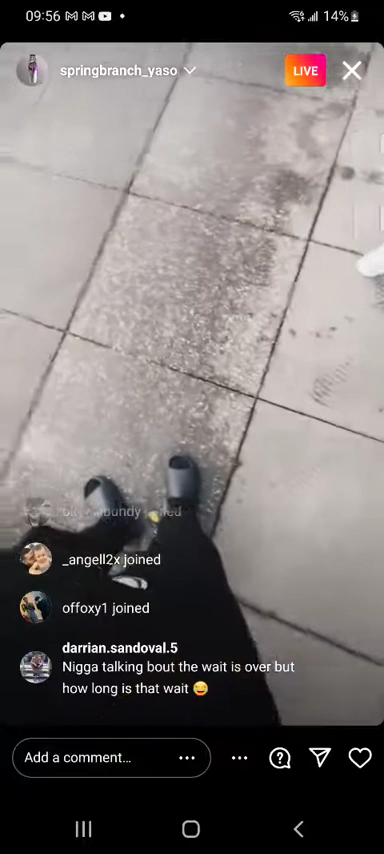 09:56
14%
springbranch_yaso
LIVE
joined
_angell2x joined
offoxy1 joined
darrian.sandoval.5
Nigga talking bout the wait is over but
how long is that wait 😂
Add a comment...